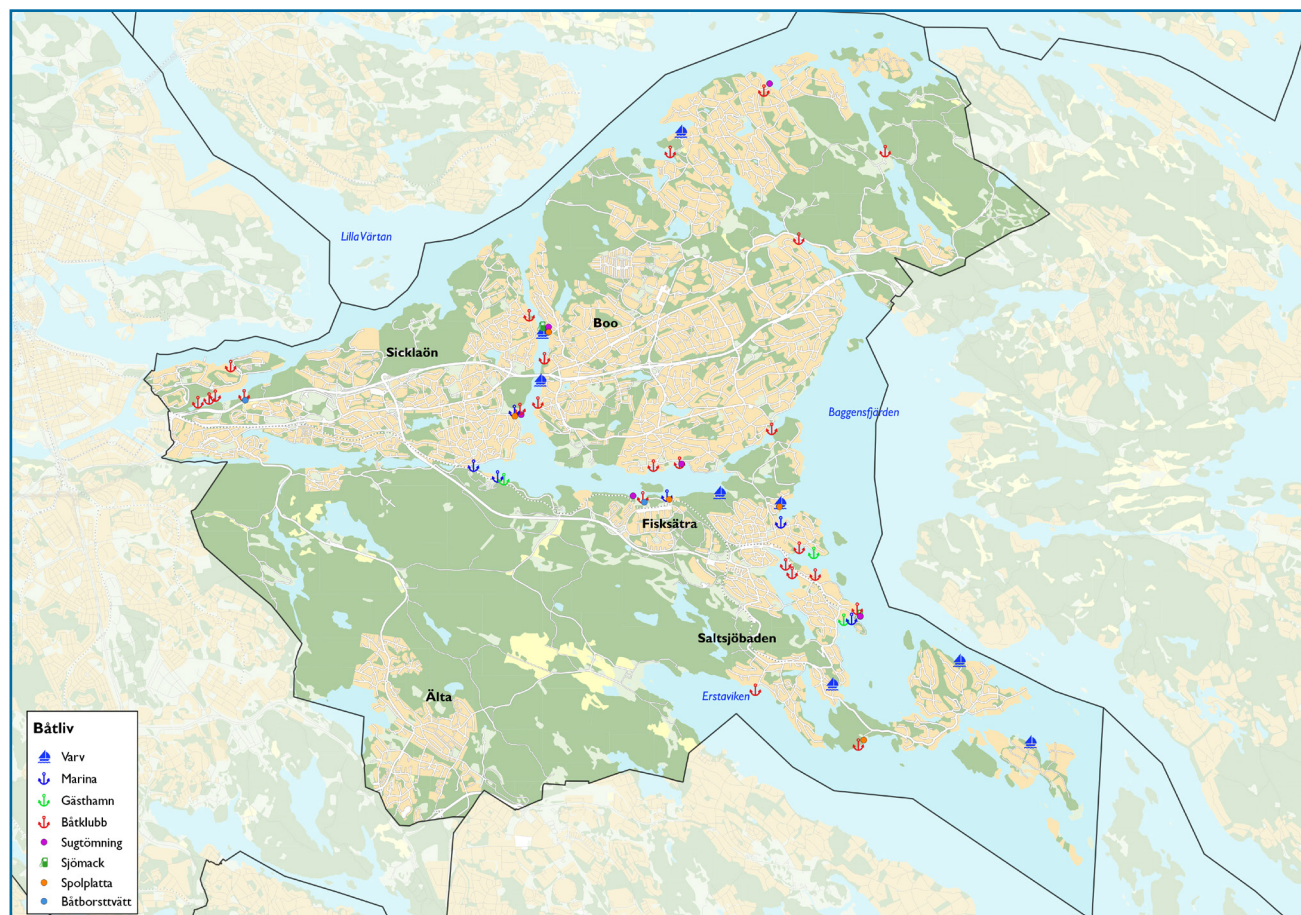 Lilla Värtan
Boo
Sicklaön
Baggensfjärden
Fisksätra
Saltsjöbaden
Älta
Erstaviken
Båtliv
Varv
Marina
Gästhamn
Båtklubb
Sugtömning
Sjömack
Spolplatta
Båtborsttvätt